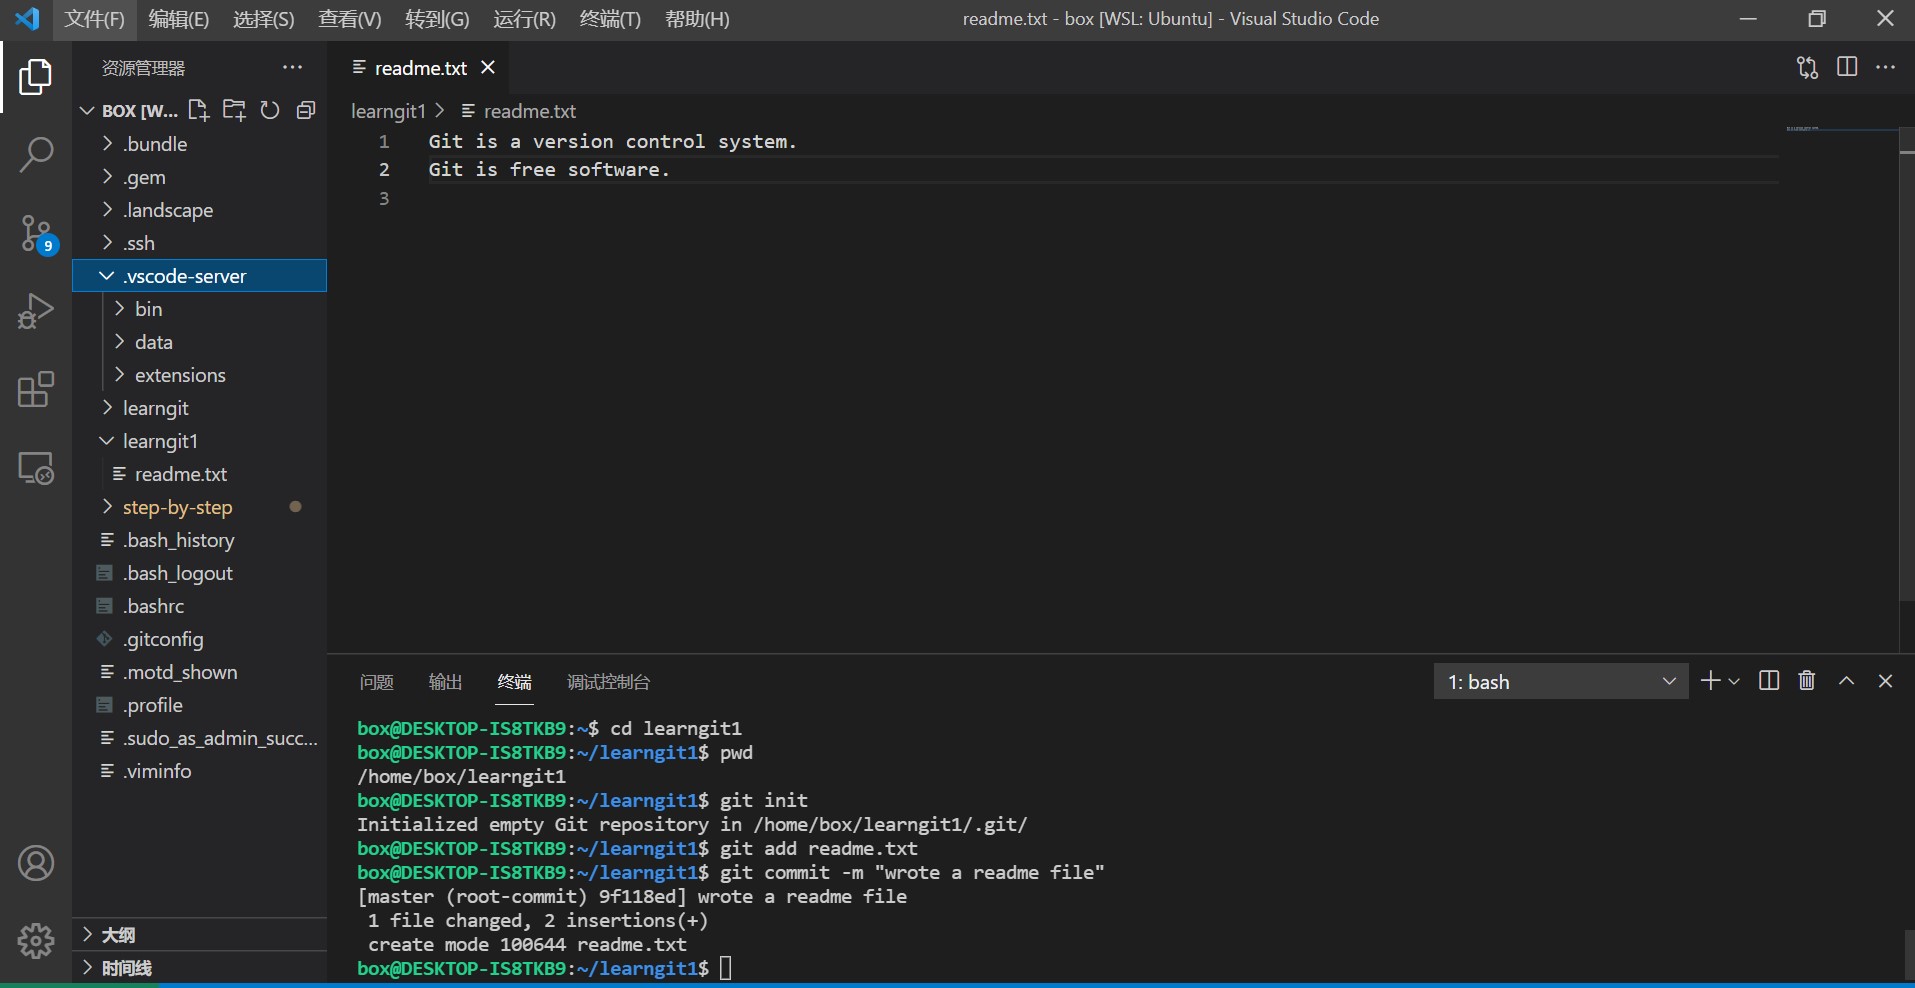 文件(F) 编辑(E) 选择(S) 查看(V) 转到(G) 运行(R) 终端(T) 帮助(H) readme.txt - box [WSL: Ubuntu] - Visual Studio Code
资源管理器
BOX [W...
.bundle
.gem
.landscape
.ssh
.vscode-server
bin
data
extensions
learngit
learngit1
readme.txt
step-by-step
.bash_history
.bash_logout
.bashrc
.gitconfig
.motd_shown
.profile
.sudo_as_admin_succ...
.viminfo
大纲
时间线
9
readme.txt
learngit1 > readme.txt
1 Git is a version control system.
2 Git is free software.
3
问题 输出 终端 调试控制台 1: bash
box@DESKTOP-IS8TKB9:~$ cd learngit1
box@DESKTOP-IS8TKB9:~/learngit1$ pwd
/home/box/learngit1
box@DESKTOP-IS8TKB9:~/learngit1$ git init
Initialized empty Git repository in /home/box/learngit1/.git/
box@DESKTOP-IS8TKB9:~/learngit1$ git add readme.txt
box@DESKTOP-IS8TKB9:~/learngit1$ git commit -m "wrote a readme file"
[master (root-commit) 9f118ed] wrote a readme file
 1 file changed, 2 insertions(+)
 create mode 100644 readme.txt
box@DESKTOP-IS8TKB9:~/learngit1$